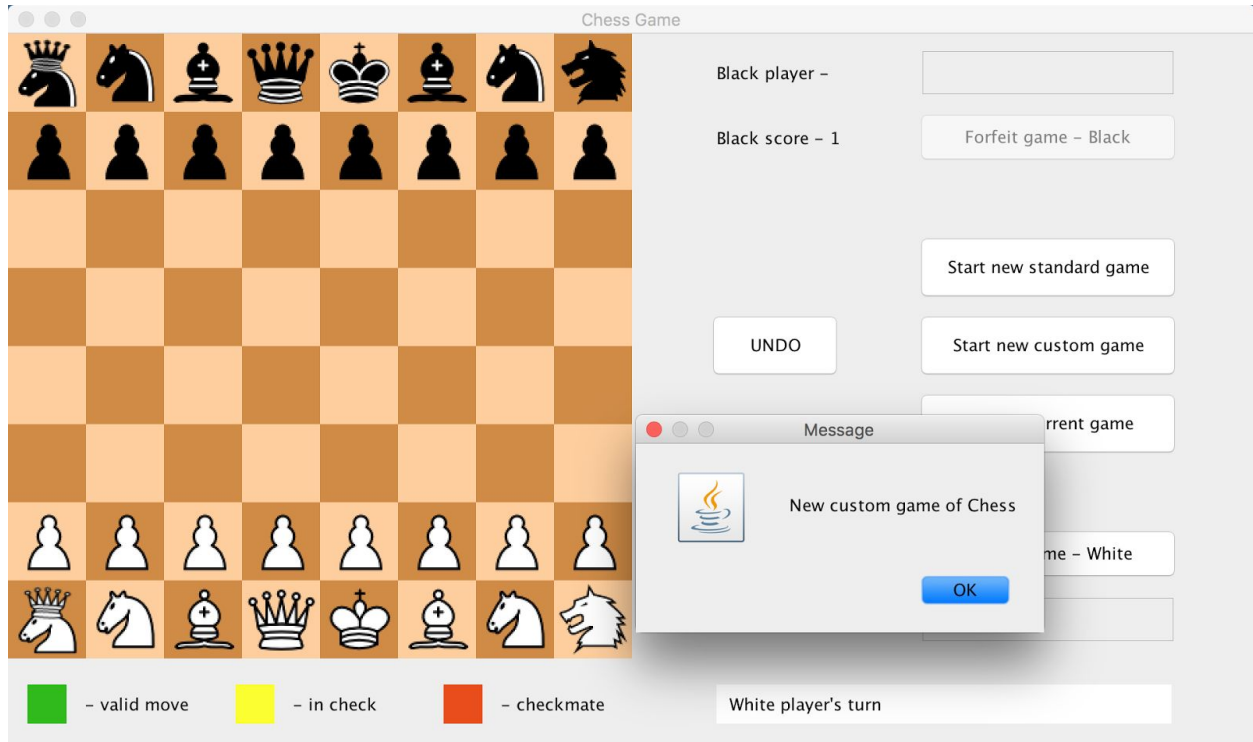 Chess Game
Black player –
Black score – 1
Forfeit game – Black
Start new standard game
UNDO
Start new custom game
rrent game
Message
New custom game of Chess
me – White
OK
– valid move
– in check
– checkmate
White player's turn